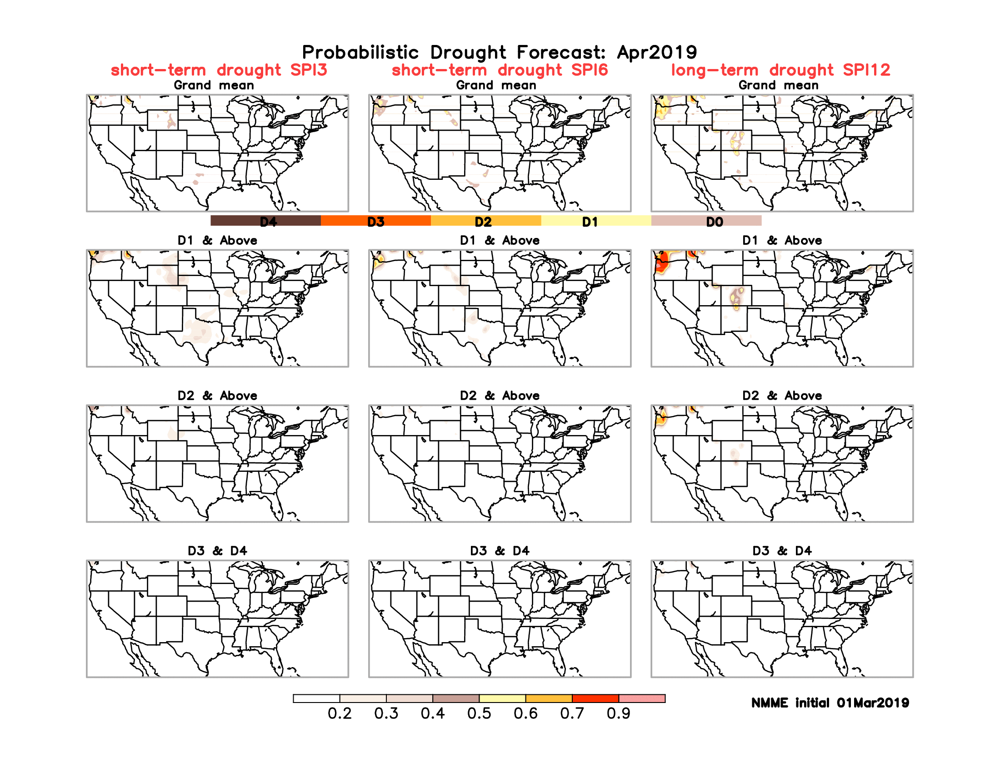 Probabilistic Drought Forecast: Apr2019
short-term drought SPI3 short-term drought SPI6 long-term drought SPI12
Grand mean Grand mean Grand mean
D4 D3 D2 D1 D0
D1 & Above D1 & Above D1 & Above
D2 & Above D2 & Above D2 & Above
D3 & D4 D3 & D4 D3 & D4
0.2 0.3 0.4 0.5 0.6 0.7 0.9
NMME initial 01Mar2019